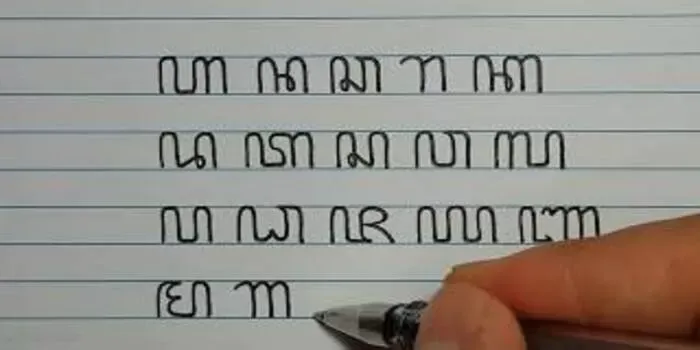 ꦲ ꦤ ꦕ ꦫ ꦏ
ꦢ ꦠ ꦱ ꦮ ꦭ
ꦥ ꦝ ꦗ ꦪ ꦚ
ꦩ ꦒ